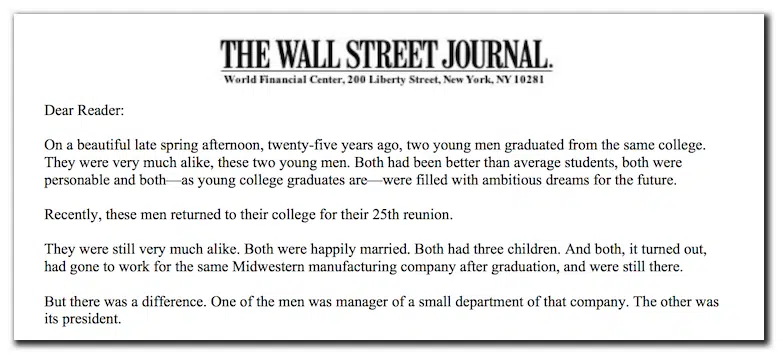 THE WALL STREET JOURNAL.
World Financial Center, 200 Liberty Street, New York, NY 10281
Dear Reader:
On a beautiful late spring afternoon, twenty-five years ago, two young men graduated from the same college.
They were very much alike, these two young men. Both had been better than average students, both were
personable and both—as young college graduates are—were filled with ambitious dreams for the future.
Recently, these men returned to their college for their 25th reunion.
They were still very much alike. Both were happily married. Both had three children. And both, it turned out,
had gone to work for the same Midwestern manufacturing company after graduation, and were still there.
But there was a difference. One of the men was manager of a small department of that company. The other was
its president.